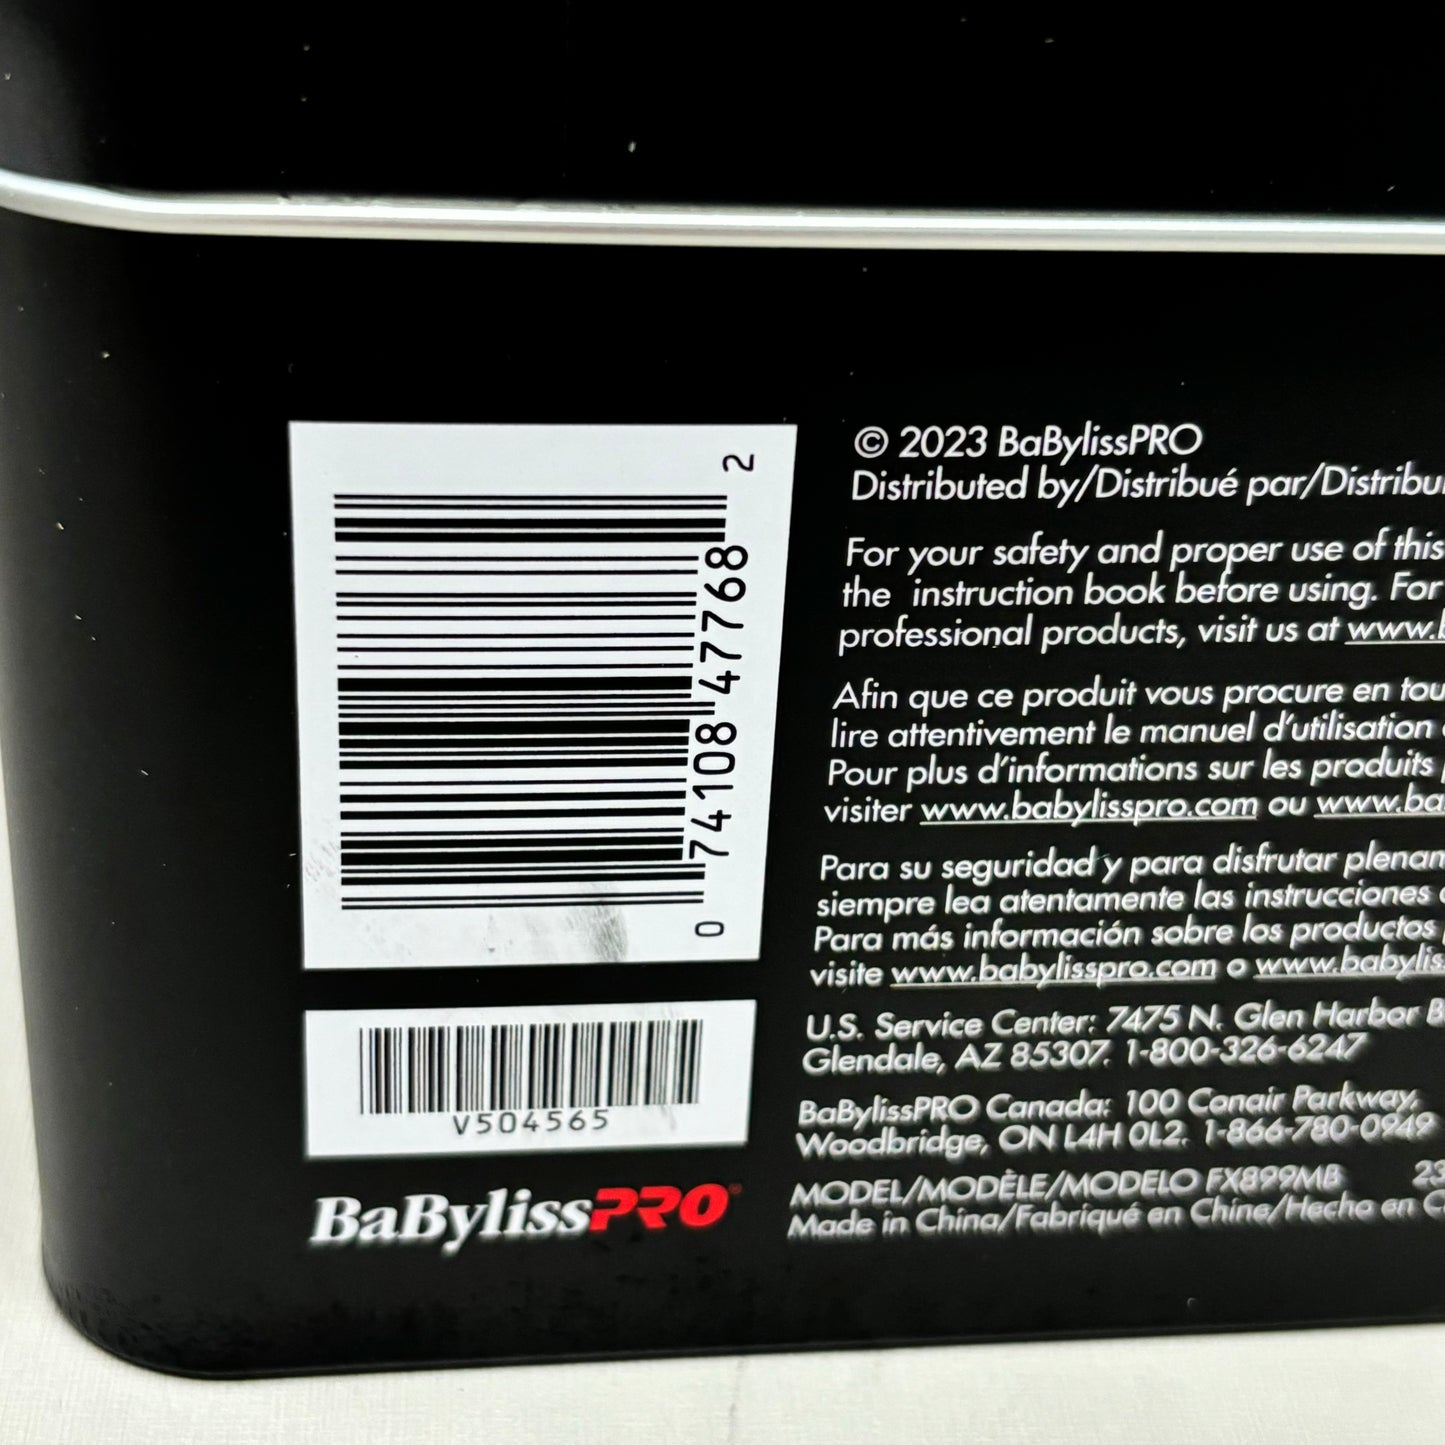 0 74108 47768 2
V504565
BaBylissPRO®
© 2023 BaBylissPRO
Distributed by/Distribué par/Distribu
For your safety and proper use of this
the instruction book before using. For
professional products, visit us at www.b
Afin que ce produit vous procure en tou
lire attentivement le manuel d'utilisation
Pour plus d'informations sur les produits
visiter www.babylisspro.com ou www.ba
Para su seguridad y para disfrutar plenam
siempre lea atentamente las instrucciones
Para más información sobre los productos
visite www.babylisspro.com o www.babylis
U.S. Service Center: 7475 N. Glen Harbor B
Glendale, AZ 85307. 1-800-326-6247
BaBylissPRO Canada: 100 Conair Parkway,
Woodbridge, ON L4H 0L2. 1-866-780-0949
MODEL/MODÈLE/MODELO FX899MB 23
Made in China/Fabriqué en Chine/Hecho en C